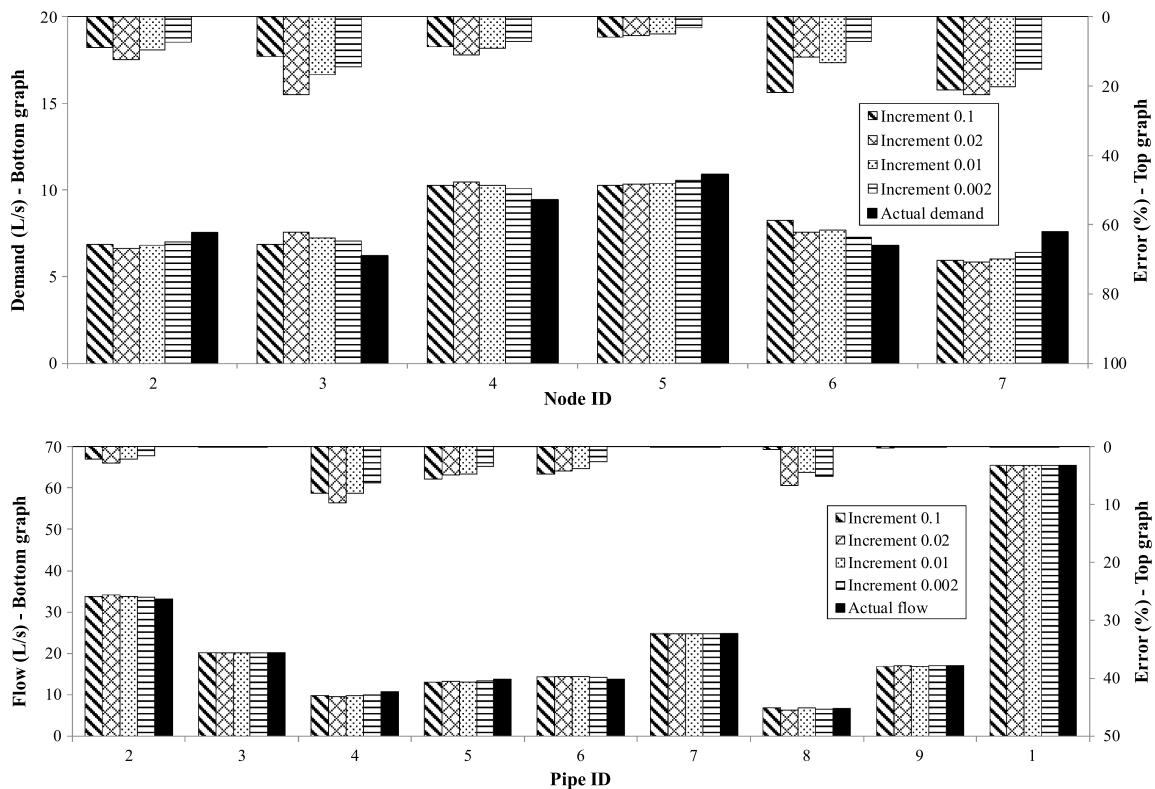 Demand (L/s) - Bottom graph
20
15
10
5
0
2
3
4
5
6
7
Node ID
0
20
40
60
80
100
Error (%) - Top graph
Increment 0.1
Increment 0.02
Increment 0.01
Increment 0.002
Actual demand
Flow (L/s) - Bottom graph
70
60
50
40
30
20
10
0
2
3
4
5
6
7
8
9
1
Pipe ID
0
10
20
30
40
50
Error (%) - Top graph
Increment 0.1
Increment 0.02
Increment 0.01
Increment 0.002
Actual flow